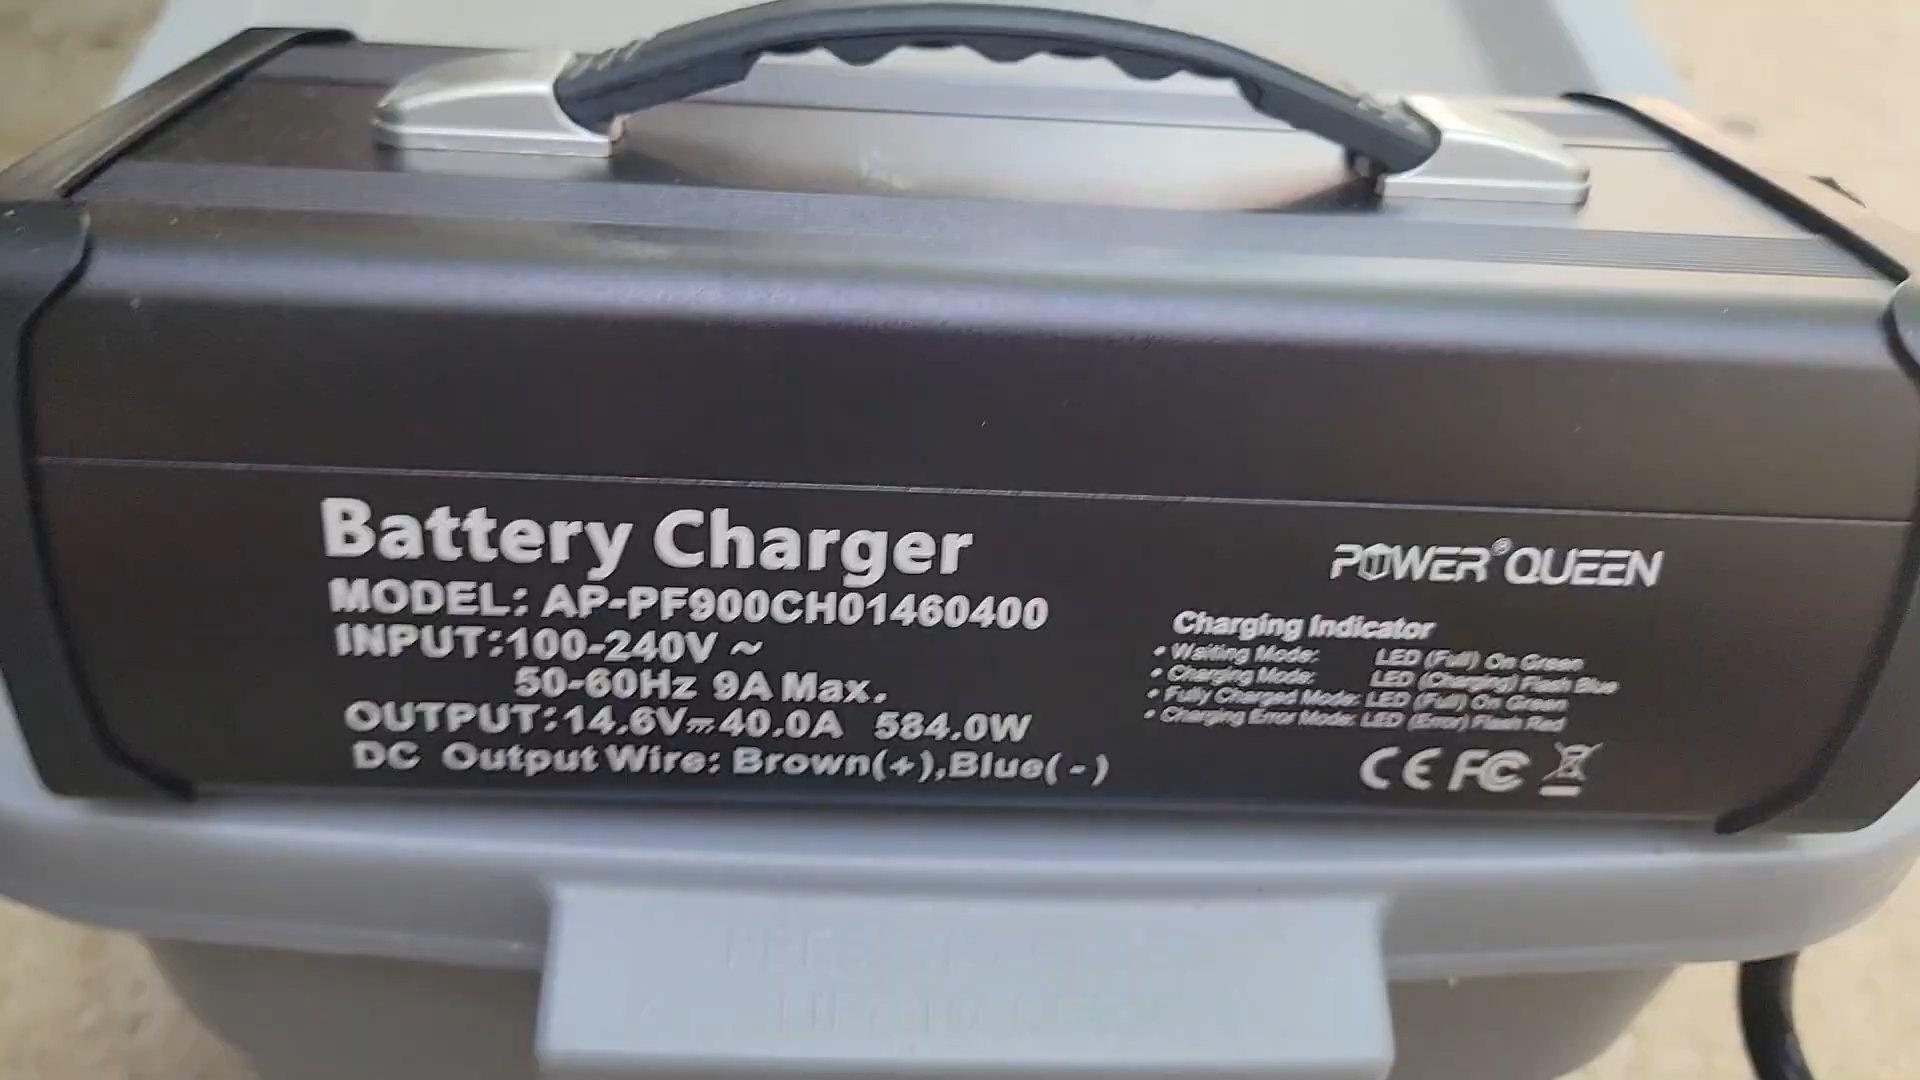 Battery Charger
MODEL: AP-PF900CH01460400
INPUT:100-240V ~
50-60Hz 9A Max.
OUTPUT:14.6V⎓40.0A 584.0W
DC Output Wire: Brown(+),Blue(-)
POWER® QUEEN
Charging Indicator
• Waiting Mode: LED (Full) On Green
• Charging Mode: LED (Charging) Flash Blue
• Fully Charged Mode: LED (Full) On Green
• Charging Error Mode: LED (Error) Flash Red
CE FC